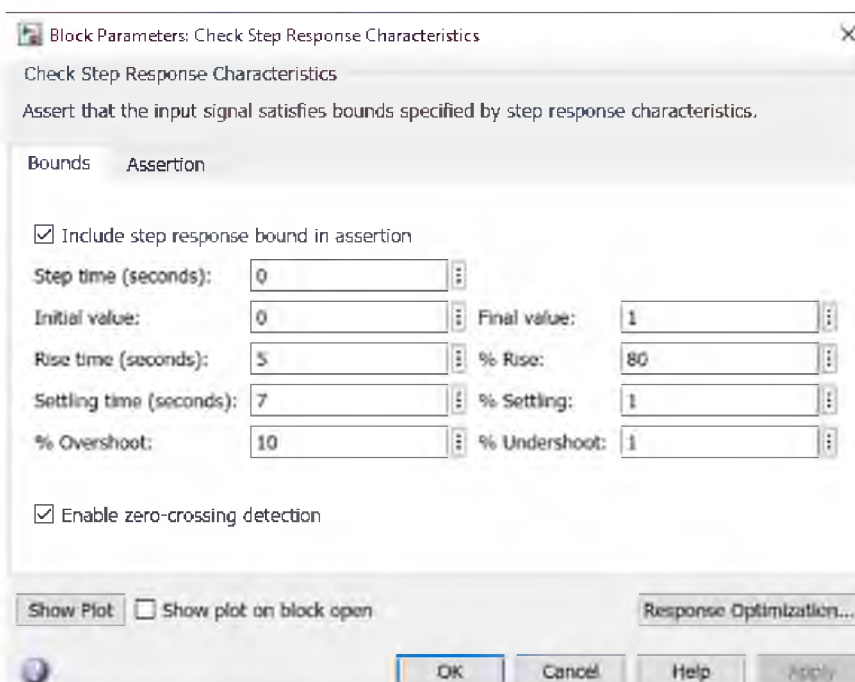 Block Parameters: Check Step Response Characteristics
Check Step Response Characteristics
Assert that the input signal satisfies bounds specified by step response characteristics.
Bounds Assertion
Include step response bound in assertion
Step time (seconds): 0
Initial value: 0 Final value: 1
Rise time (seconds): 5 % Rise: 80
Settling time (seconds): 7 % Settling: 1
% Overshoot: 10 % Undershoot: 1
Enable zero-crossing detection
Show Plot Show plot on block open Response Optimization...
OK Cancel Help Apply